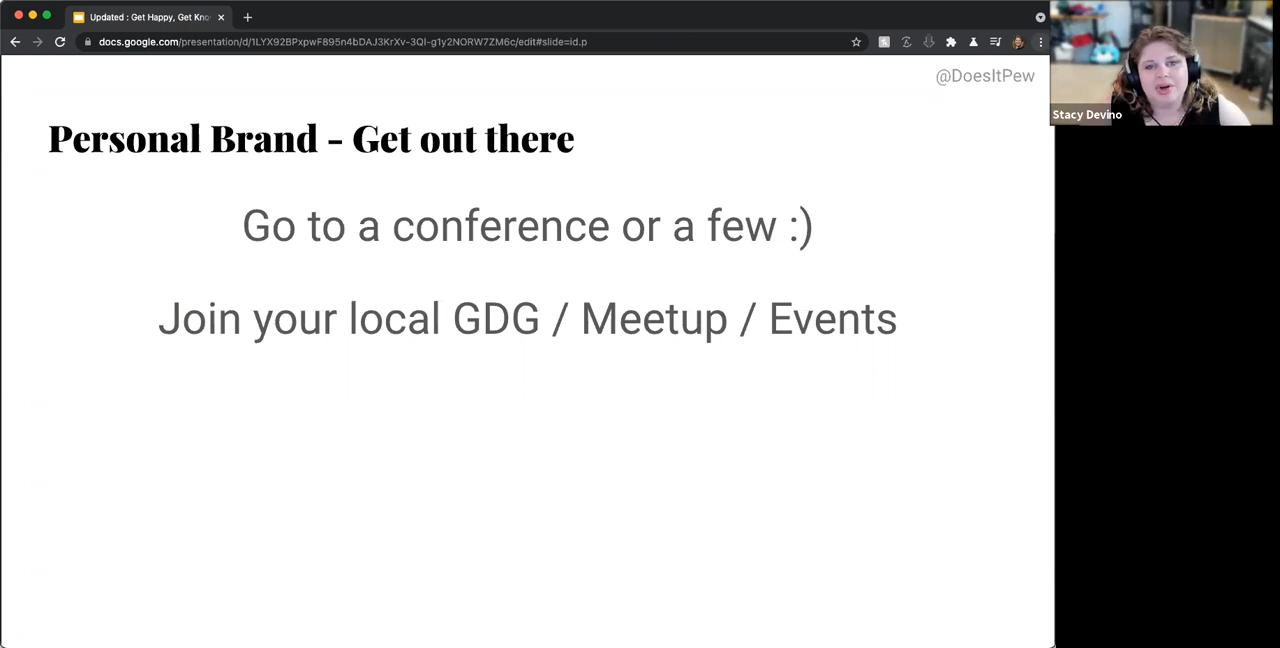 Updated : Get Happy, Get Kno
docs.google.com/presentation/d/1LYX92BPxpwF895n4bDAJ3KrXv-3QI-g1y2NORW7ZM6c/edit#slide=id.p
@DoesItPew
Stacy Devino
Personal Brand - Get out there
Go to a conference or a few :)
Join your local GDG / Meetup / Events